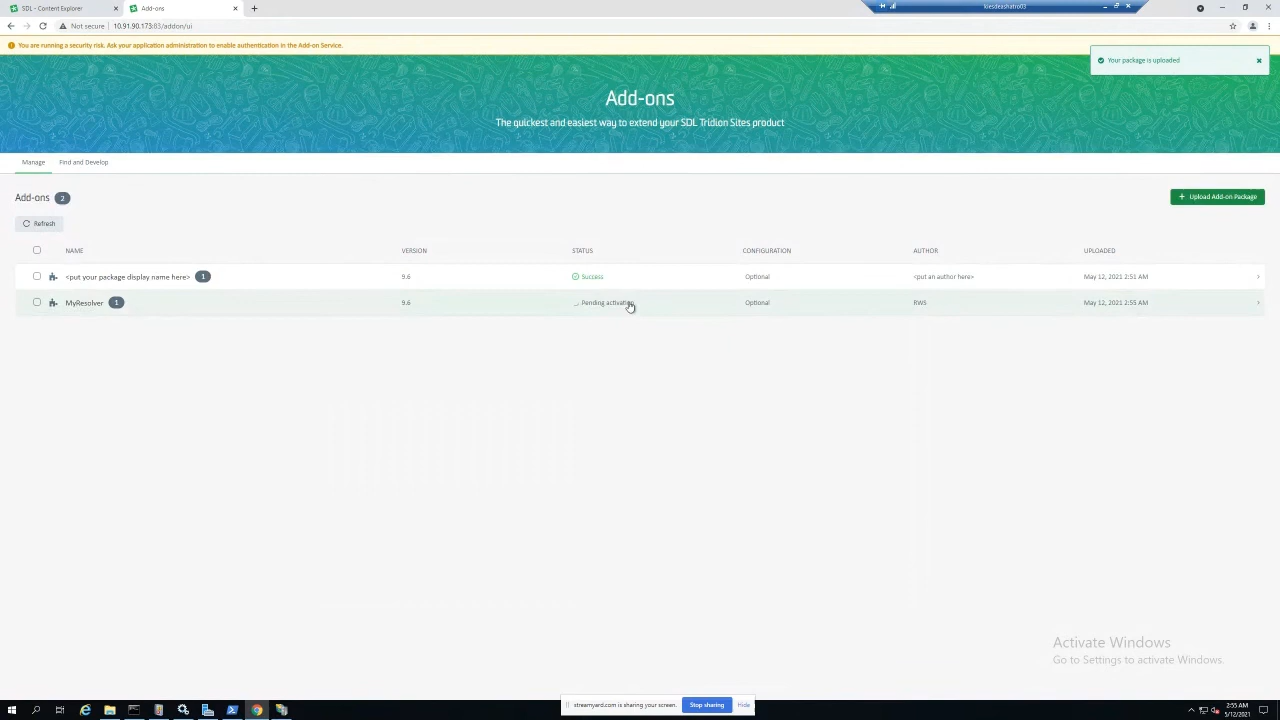 SDL - Content Explorer
Add-ons
kiesdeashatro03
Not secure
10.91.90.173:83/addon/ui
You are running a security risk. Ask your application administration to enable authentication in the Add-on Service.
Your package is uploaded
Add-ons
The quickest and easiest way to extend your SDL Tridion Sites product
Manage
Find and Develop
Add-ons 2
Upload Add-on Package
Refresh
NAME VERSION STATUS CONFIGURATION AUTHOR UPLOADED
<put your package display name here> 1 9.6 Success Optional <put an author here> May 12, 2021 2:51 AM
MyResolver 1 9.6 Pending activation Optional RWS May 12, 2021 2:55 AM
Activate Windows
Go to Settings to activate Windows.
streamyard.com is sharing your screen. Stop sharing Hide
2:55 AM
5/12/2021